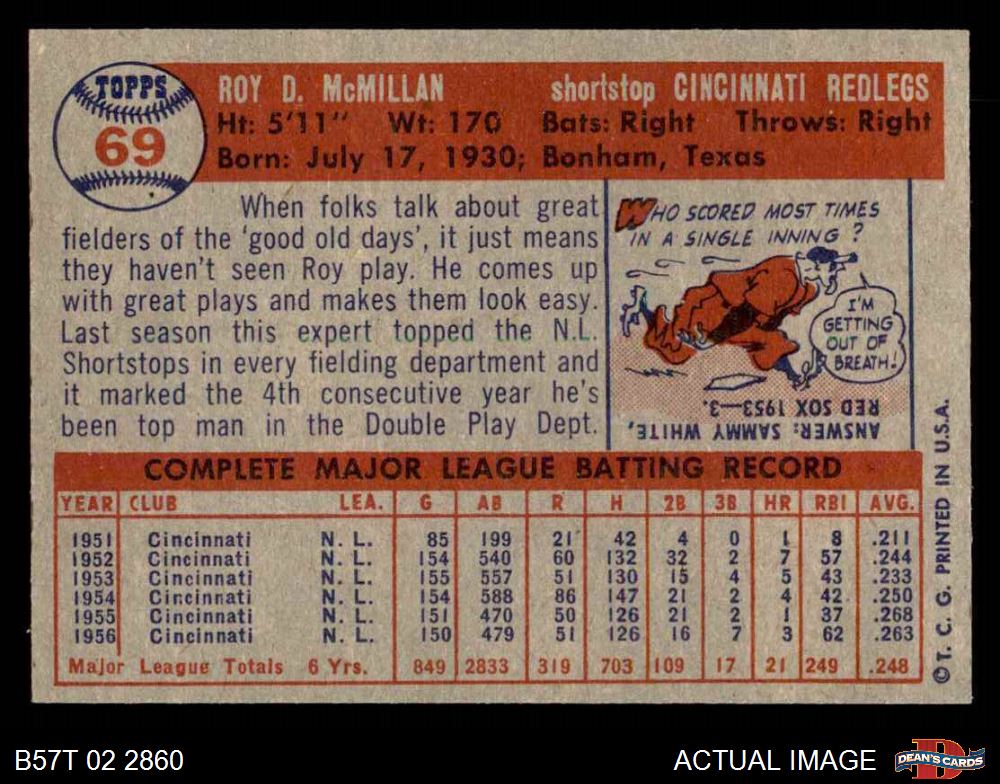 TOPPS
69
ROY D. McMILLAN shortstop CINCINNATI REDLEGS
Ht: 5'11" Wt: 170 Bats: Right Throws: Right
Born: July 17, 1930; Bonham, Texas
When folks talk about great
fielders of the 'good old days', it just means
they haven't seen Roy play. He comes up
with great plays and makes them look easy.
Last season this expert topped the N.L.
Shortstops in every fielding department and
it marked the 4th consecutive year he's
been top man in the Double Play Dept.
WHO SCORED MOST TIMES
IN A SINGLE INNING?
I'M
GETTING
OUT OF
BREATH!
ANSWER: SAMMY WHITE,
RED SOX 1953—3.
COMPLETE MAJOR LEAGUE BATTING RECORD
YEAR CLUB LEA. G AB R H 2B 3B HR RBI AVG.
1951 Cincinnati N. L. 85 199 21 42 4 0 1 8 .211
1952 Cincinnati N. L. 154 540 60 132 32 2 7 57 .244
1953 Cincinnati N. L. 155 557 51 130 15 4 5 43 .233
1954 Cincinnati N. L. 154 588 86 147 21 2 4 42 .250
1955 Cincinnati N. L. 151 470 50 126 21 2 1 37 .268
1956 Cincinnati N. L. 150 479 51 126 16 7 3 62 .263
Major League Totals 6 Yrs. 849 2833 319 703 109 17 21 249 .248
© T. C. G. PRINTED IN U.S.A.
B57T 02 2860
ACTUAL IMAGE
DEAN'S CARDS